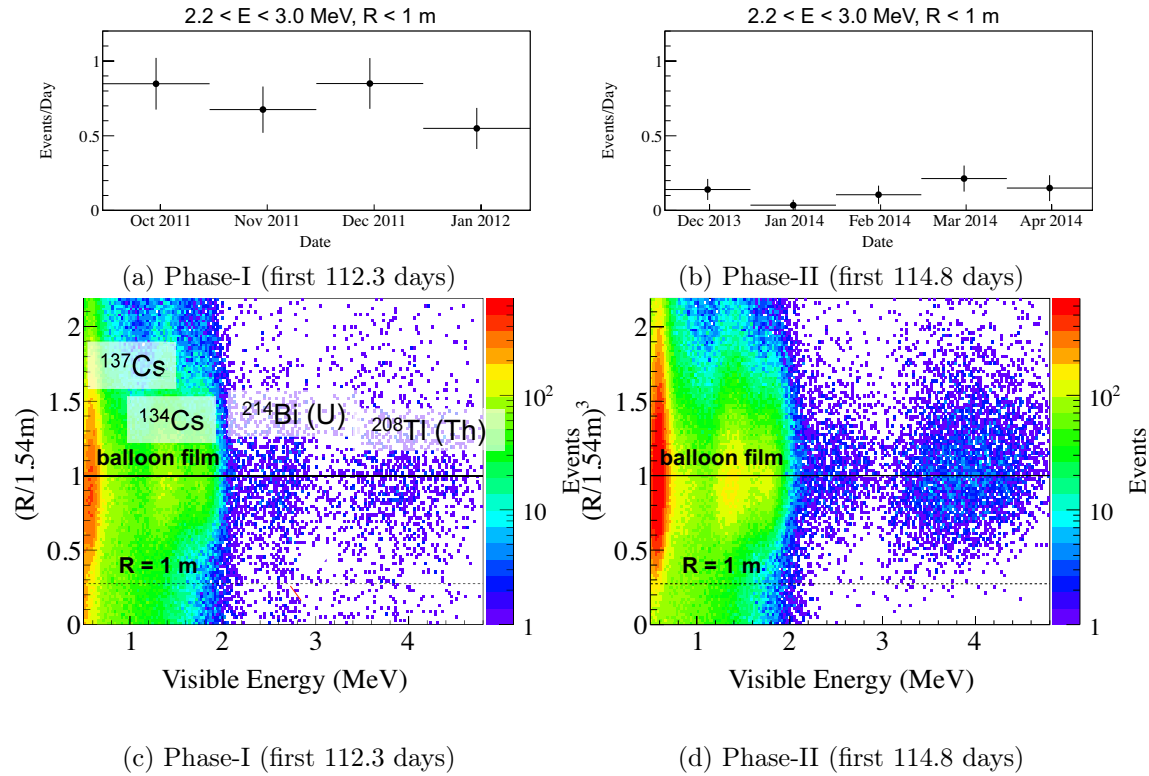 2.2 < E < 3.0 MeV, R < 1 m
Events/Day
1
0.5
0
Oct 2011 Nov 2011 Dec 2011 Jan 2012
Date
(a) Phase-I (first 112.3 days)
2.2 < E < 3.0 MeV, R < 1 m
Events/Day
1
0.5
0
Dec 2013 Jan 2014 Feb 2014 Mar 2014 Apr 2014
Date
(b) Phase-II (first 114.8 days)
(R/1.54m)
2
1.5
1
0.5
0
¹³⁷Cs
¹³⁴Cs
²¹⁴Bi (U)
²⁰⁸Tl (Th)
balloon film
R = 1 m
1 2 3 4
Visible Energy (MeV)
10²
10
1
Events
(c) Phase-I (first 112.3 days)
(R/1.54m)³
2
1.5
1
0.5
0
balloon film
R = 1 m
1 2 3 4
Visible Energy (MeV)
10²
10
1
Events
(d) Phase-II (first 114.8 days)